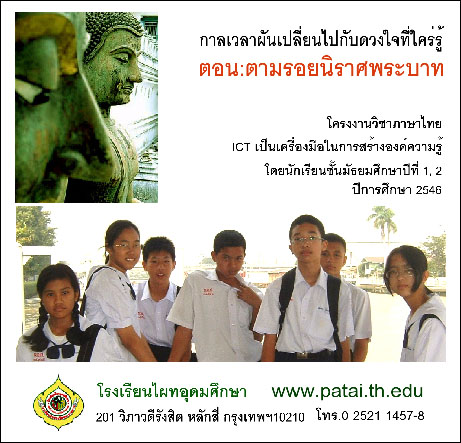 กาลเวลาผันเปลี่ยนไปกับดวงใจที่ใคร่รู้
ตอน:ตามรอยนิราศพระบาท
โครงงานวิชาภาษาไทย
ICT เป็นเครื่องมือในการสร้างองค์ความรู้
โดยนักเรียนชั้นมัธยมศึกษาปีที่ 1, 2
ปีการศึกษา 2546
โรงเรียนไผทอุดมศึกษา www.patai.th.edu
201 วิภาวดีรังสิต หลักสี่ กรุงเทพฯ10210 โทร.0 2521 1457-8